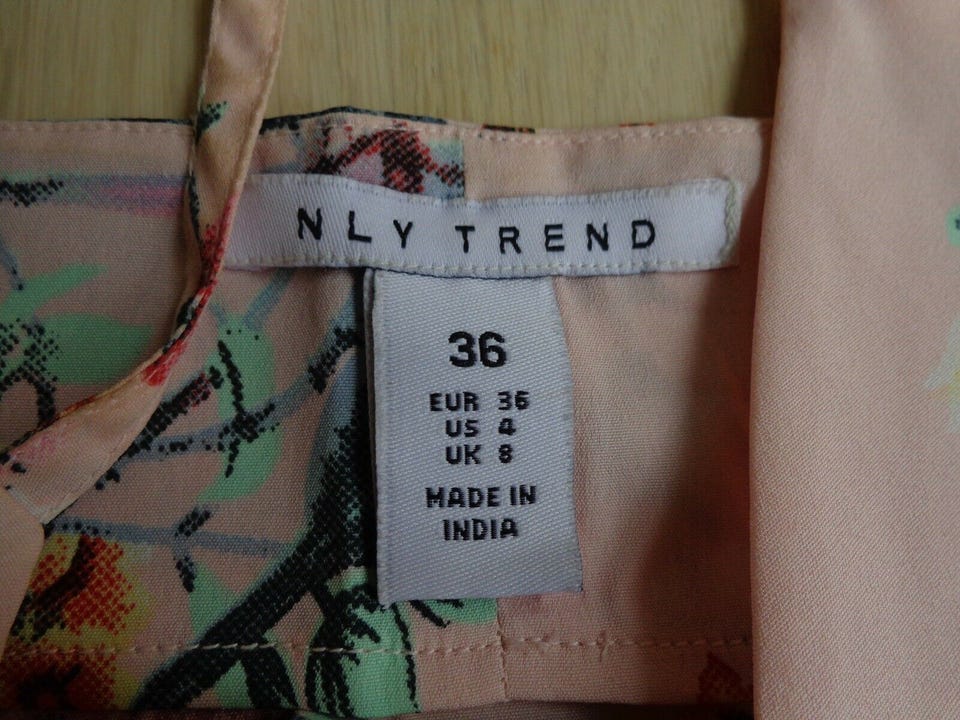 NLY TREND
36
EUR 36
US 4
UK 8
MADE IN
INDIA